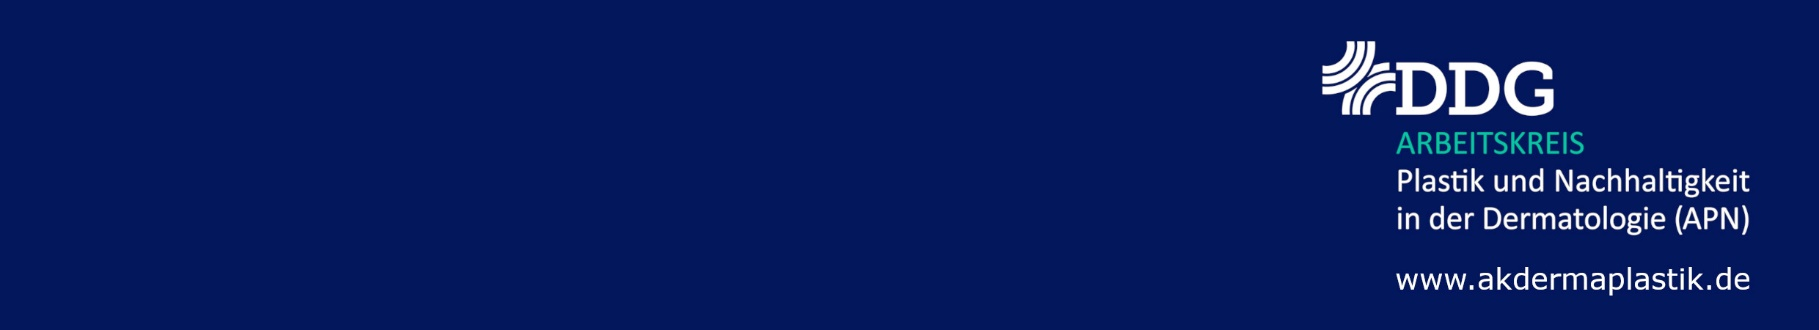 DDG
ARBEITSKREIS
Plastik und Nachhaltigkeit
in der Dermatologie (APN)
www.akdermaplastik.de